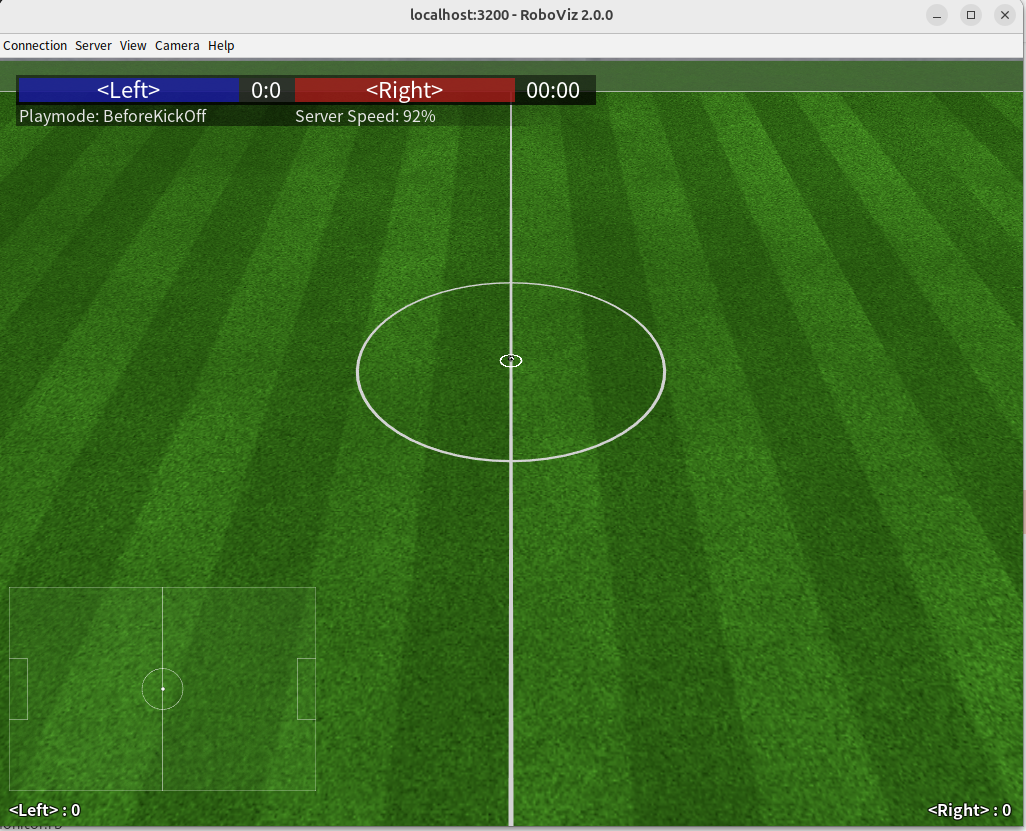 localhost:3200 - RoboViz 2.0.0
Connection Server View Camera Help
<Left> 0:0 <Right> 00:00
Playmode: BeforeKickOff Server Speed: 92%
<Left> : 0 <Right> : 0